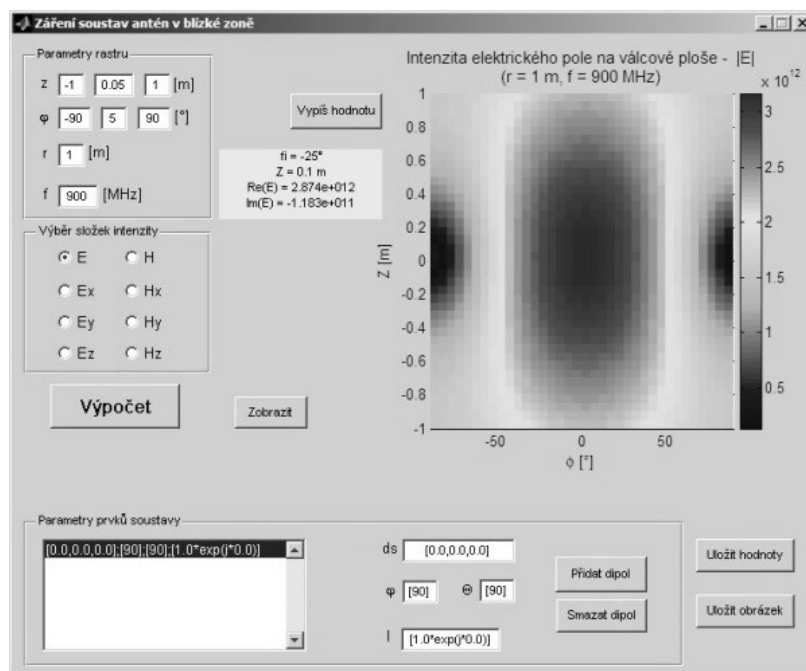 Záření soustav antén v blízké zoně
Parametry rastru
z -1 0.05 1 [m]
φ -90 5 90 [°]
r 1 [m]
f 900 [MHz]
Vypíš hodnotu
fi = -25°
Z = 0.1 m
Re(E) = 2.874e+012
Im(E) = -1.183e+011
Výběr složek intenzity
E H
Ex Hx
Ey Hy
Ez Hz
Výpočet
Zobrazit
Intenzita elektrického pole na válcové ploše - |E|
(r = 1 m, f = 900 MHz)
x 10^12
1
0.8
0.6
0.4
0.2
0
-0.2
-0.4
-0.6
-0.8
-1
Z [m]
-50 0 50
ϕ [°]
3
2.5
2
1.5
1
0.5
Parametry prvků soustavy
[0.0,0.0,0.0];[90];[90];[1.0*exp(j*0.0)]
ds [0.0,0.0,0.0]
φ [90] Θ [90]
I [1.0*exp(j*0.0)]
Přidat dipol
Smazat dipol
Uložit hodnoty
Uložit obrázek